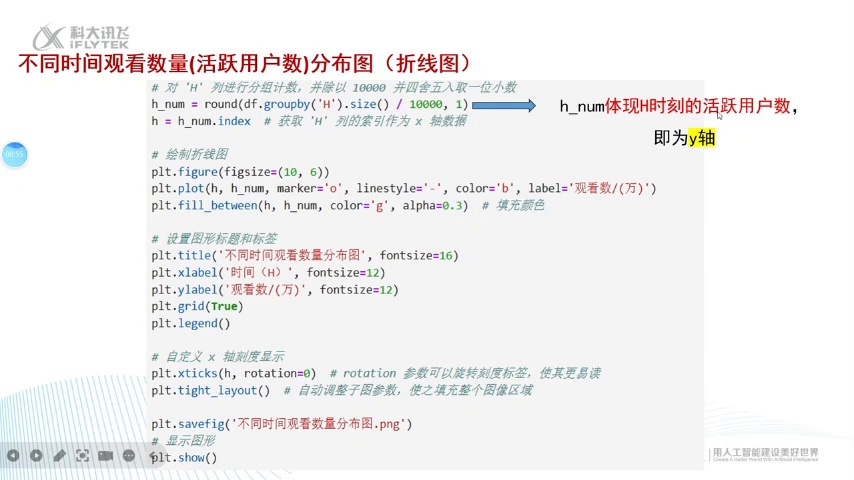 科大讯飞
iFLYTEK
不同时间观看数量(活跃用户数)分布图（折线图）
# 对 'H' 列进行分组计数，并除以 10000 并四舍五入取一位小数
h_num = round(df.groupby('H').size() / 10000, 1)
h = h_num.index  # 获取 'H' 列的索引作为 x 轴数据
h_num体现H时刻的活跃用户数，
即为y轴
00:55
# 绘制折线图
plt.figure(figsize=(10, 6))
plt.plot(h, h_num, marker='o', linestyle='-', color='b', label='观看数/(万)')
plt.fill_between(h, h_num, color='g', alpha=0.3)  # 填充颜色
# 设置图形标题和标签
plt.title('不同时间观看数量分布图', fontsize=16)
plt.xlabel('时间（H）', fontsize=12)
plt.ylabel('观看数/(万)', fontsize=12)
plt.grid(True)
plt.legend()
# 自定义 x 轴刻度显示
plt.xticks(h, rotation=0)  # rotation 参数可以旋转刻度标签，使其更易读
plt.tight_layout()  # 自动调整子图参数，使之填充整个图像区域
plt.savefig('不同时间观看数量分布图.png')
# 显示图形
plt.show()
用人工智能建设美好世界
Create A Better World With Artificial Intelligence